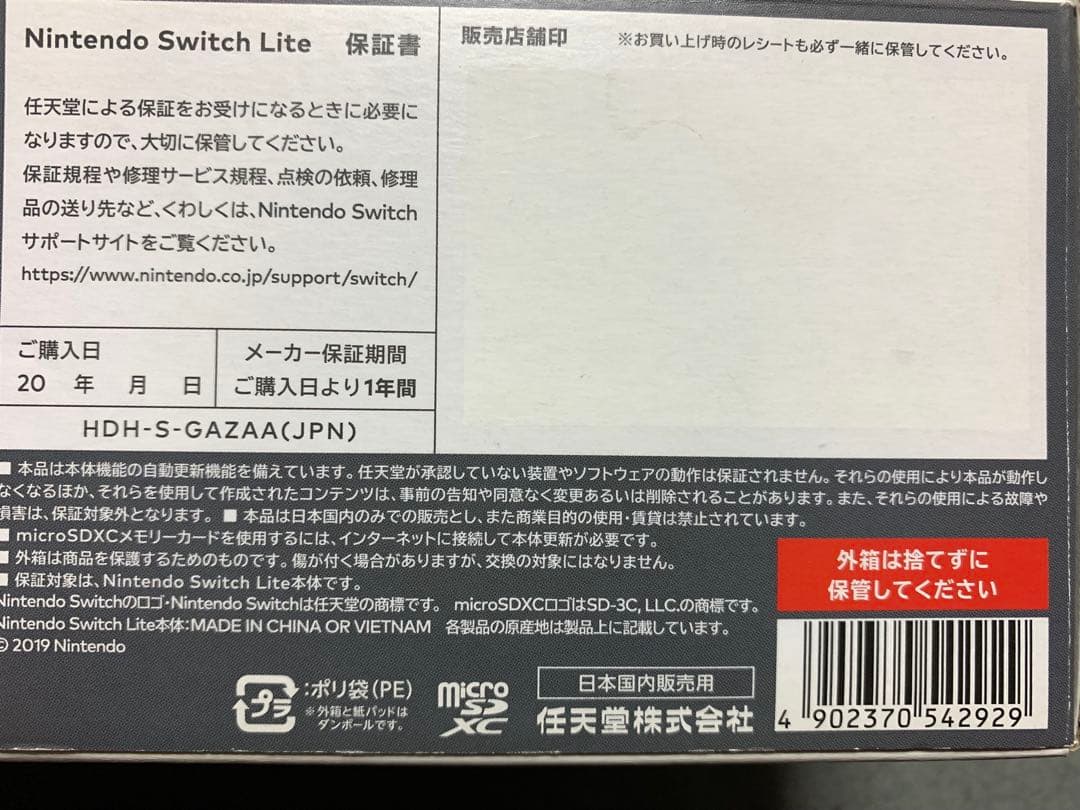 Nintendo Switch Lite 保証書
任天堂による保証をお受けになるときに必要に
なりますので、大切に保管してください。
保証規程や修理サービス規程、点検の依頼、修理
品の送り先など、くわしくは、Nintendo Switch
サポートサイトをご覧ください。
https://www.nintendo.co.jp/support/switch/
ご購入日
20 年 月 日
メーカー保証期間
ご購入日より1年間
HDH-S-GAZAA(JPN)
販売店舗印 ※お買い上げ時のレシートも必ず一緒に保管してください。
■ 本品は本体機能の自動更新機能を備えています。任天堂が承認していない装置やソフトウェアの動作は保証されません。それらの使用により本品が動作し
なくなるほか、それらを使用して作成されたコンテンツは、事前の告知や同意なく変更あるいは削除されることがあります。また、それらの使用による故障や
損害は、保証対象外となります。 ■ 本品は日本国内のみでの販売とし、また商業目的の使用・賃貸は禁止されています。
■ microSDXCメモリーカードを使用するには、インターネットに接続して本体更新が必要です。
■ 外箱は商品を保護するためのものです。傷が付く場合がありますが、交換の対象にはなりません。
■ 保証対象は、Nintendo Switch Lite本体です。
Nintendo Switchのロゴ・Nintendo Switchは任天堂の商標です。 microSDXCロゴはSD-3C, LLC.の商標です。
Nintendo Switch Lite本体：MADE IN CHINA OR VIETNAM 各製品の原産地は製品上に記載しています。
© 2019 Nintendo
外箱は捨てずに
保管してください
プラ
：ポリ袋(PE)
※外箱と紙パッドは
ダンボールです。
micro
SD
XC
日本国内販売用
任天堂株式会社
4 902370 542929